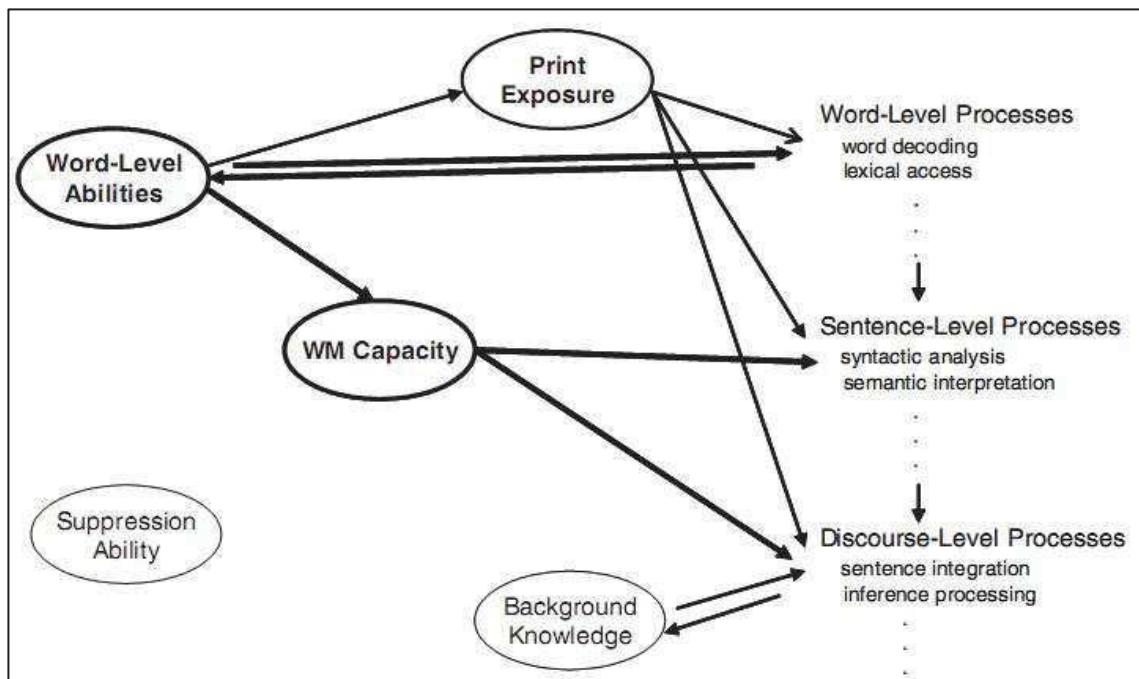 Print
Exposure
Word-Level
Abilities
Word-Level Processes
word decoding
lexical access
WM Capacity
Sentence-Level Processes
syntactic analysis
semantic interpretation
Suppression
Ability
Discourse-Level Processes
sentence integration
inference processing
Background
Knowledge